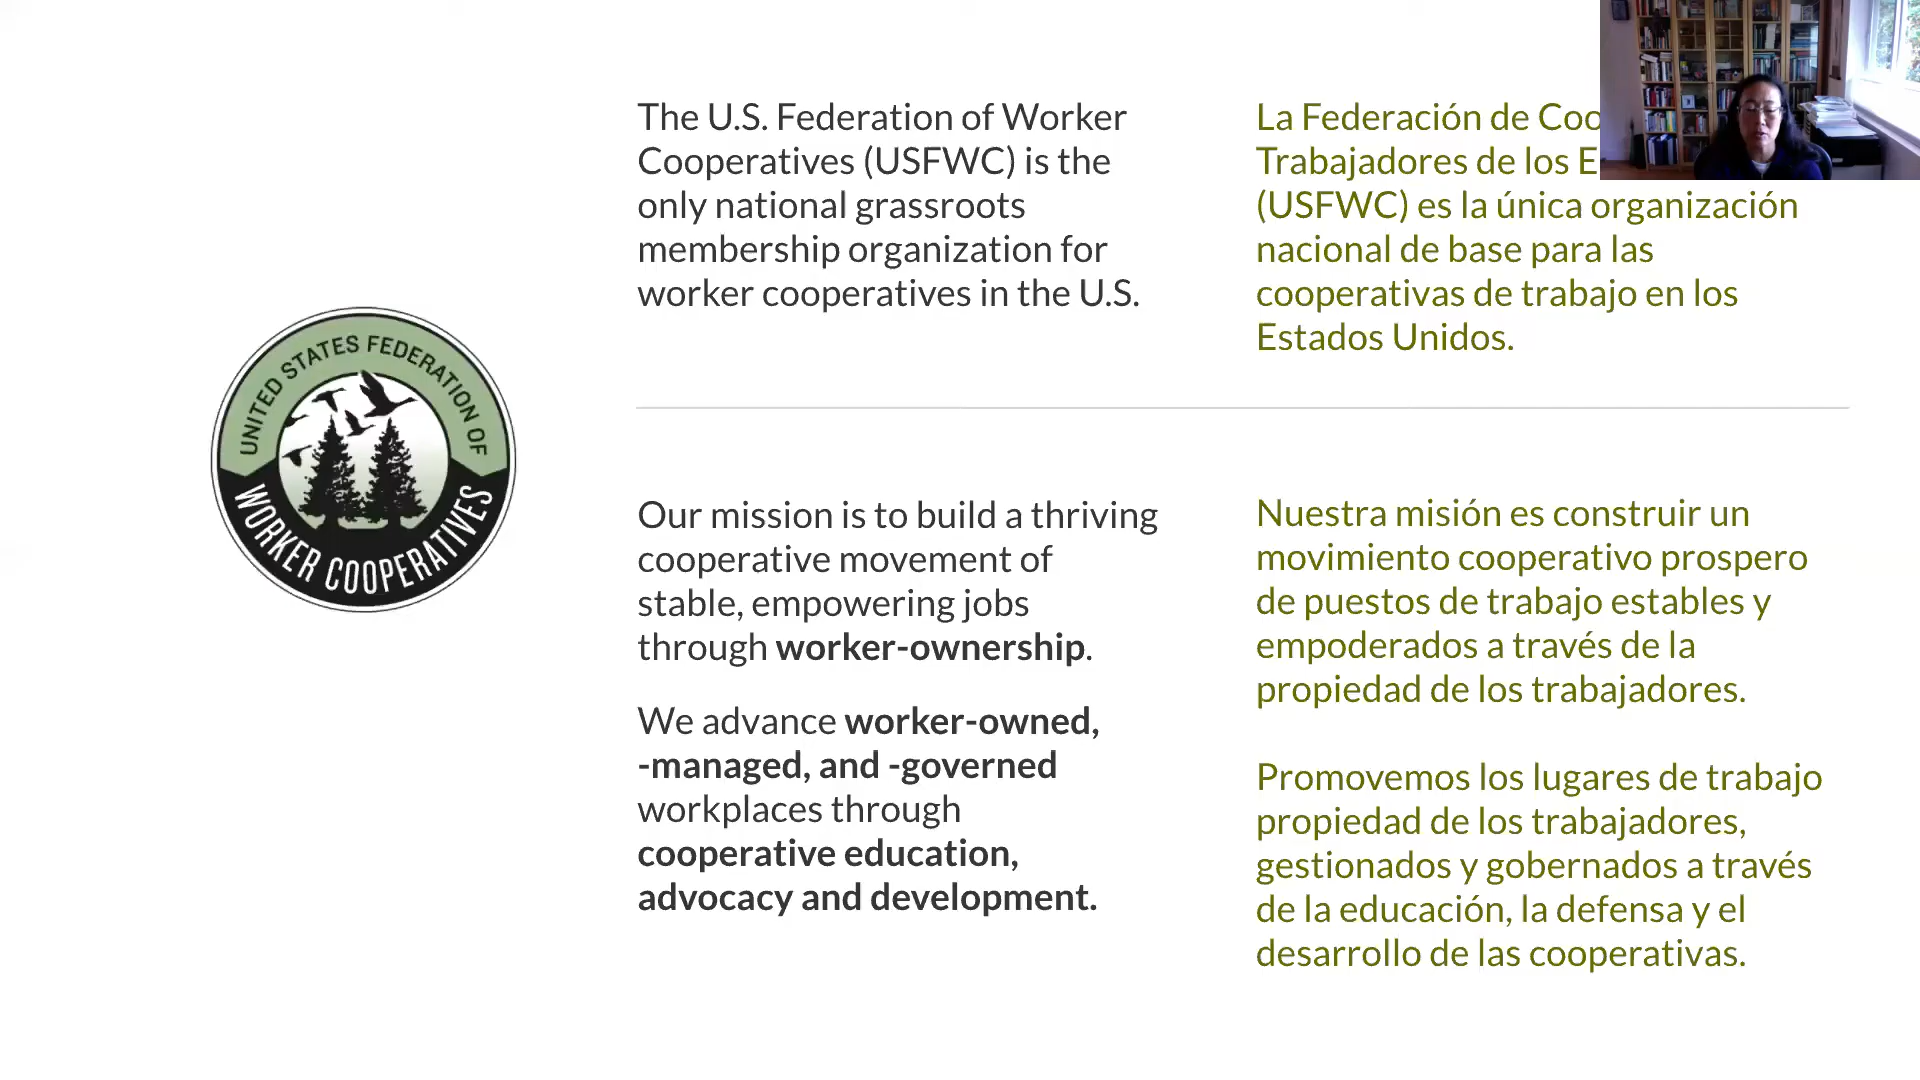 UNITED STATES FEDERATION OF
WORKER COOPERATIVES
The U.S. Federation of Worker
Cooperatives (USFWC) is the
only national grassroots
membership organization for
worker cooperatives in the U.S.
La Federación de Coo
Trabajadores de los E
(USFWC) es la única organización
nacional de base para las
cooperativas de trabajo en los
Estados Unidos.
Our mission is to build a thriving
cooperative movement of
stable, empowering jobs
through worker-ownership.
We advance worker-owned,
-managed, and -governed
workplaces through
cooperative education,
advocacy and development.
Nuestra misión es construir un
movimiento cooperativo prospero
de puestos de trabajo estables y
empoderados a través de la
propiedad de los trabajadores.
Promovemos los lugares de trabajo
propiedad de los trabajadores,
gestionados y gobernados a través
de la educación, la defensa y el
desarrollo de las cooperativas.